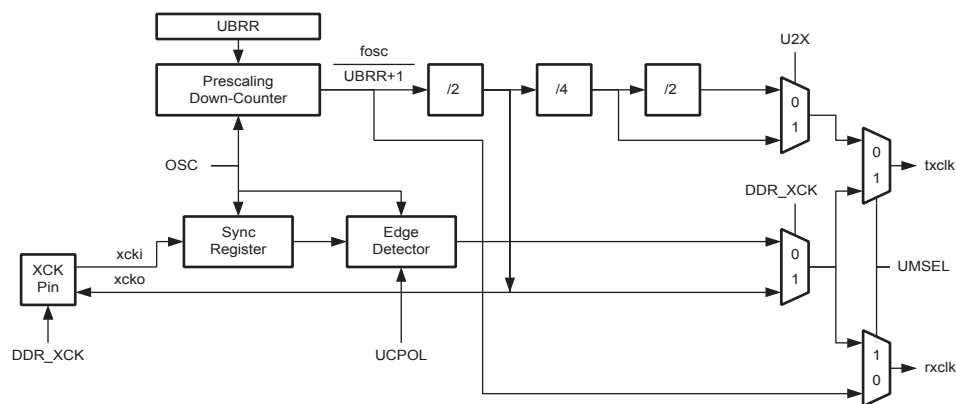 UBRR
fosc
UBRR+1
U2X
Prescaling
Down-Counter
/2
/4
/2
0
1
OSC
0
1
txclk
DDR_XCK
Sync
Register
Edge
Detector
xcki
0
1
XCK
Pin
xcko
UMSEL
DDR_XCK
UCPOL
1
0
rxclk